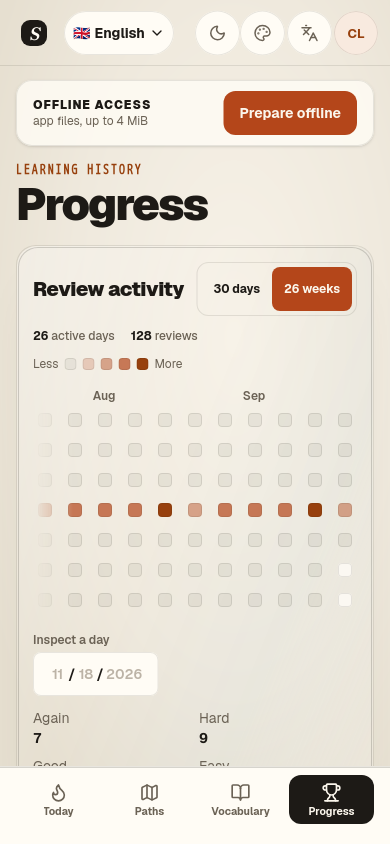 S
🇬🇧 English
CL
OFFLINE ACCESS
app files, up to 4 MiB
Prepare offline
LEARNING HISTORY
Progress
Review activity
30 days
26 weeks
26 active days 128 reviews
Less More
Aug Sep
Inspect a day
11 / 18 / 2026
Again Hard
7 9
Good Easy
Today Paths Vocabulary Progress